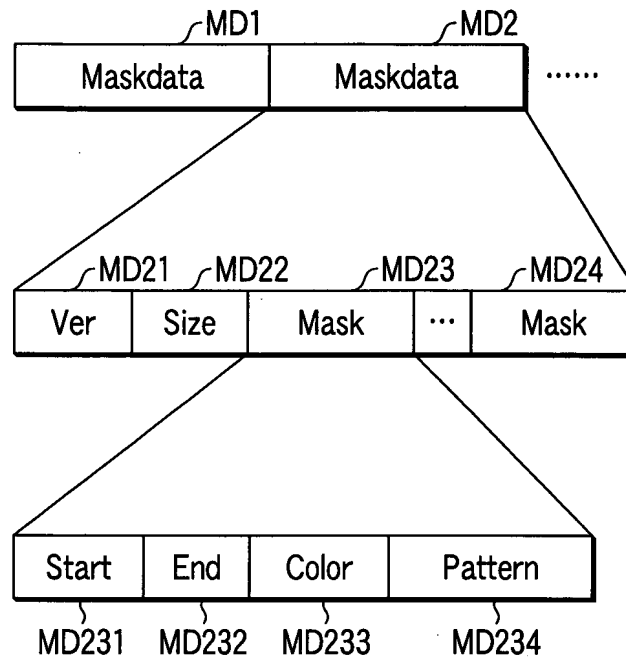 MD1 MD2
Maskdata Maskdata ······
MD21 MD22 MD23 MD24
Ver Size Mask ··· Mask
Start End Color Pattern
MD231 MD232 MD233 MD234